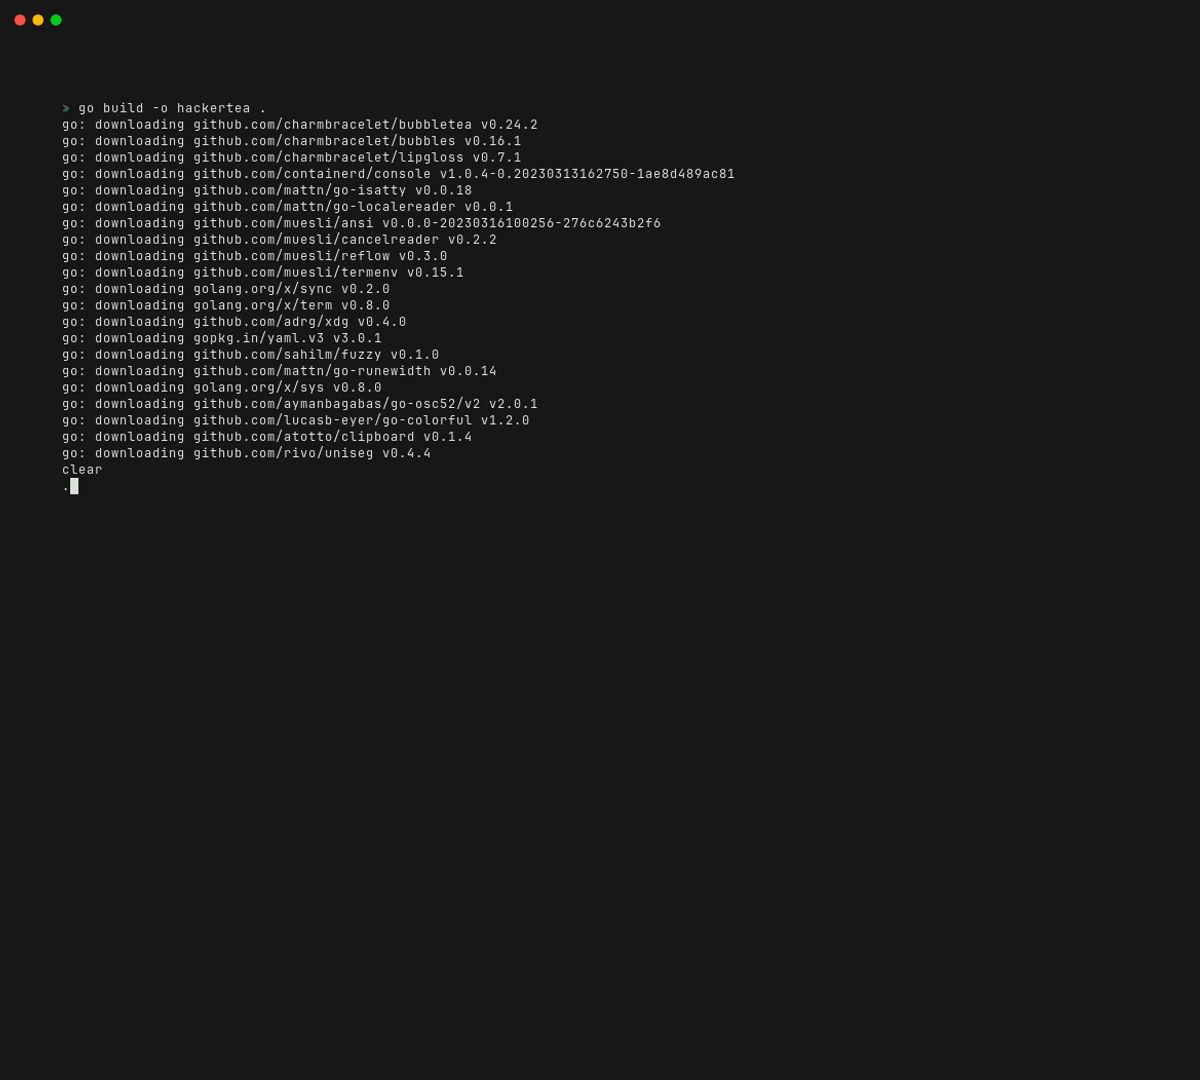 > go build -o hackertea .
go: downloading github.com/charmbracelet/bubbletea v0.24.2
go: downloading github.com/charmbracelet/bubbles v0.16.1
go: downloading github.com/charmbracelet/lipgloss v0.7.1
go: downloading github.com/containerd/console v1.0.4-0.20230313162750-1ae8d489ac81
go: downloading github.com/mattn/go-isatty v0.0.18
go: downloading github.com/mattn/go-localereader v0.0.1
go: downloading github.com/muesli/ansi v0.0.0-20230316100256-276c6243b2f6
go: downloading github.com/muesli/cancelreader v0.2.2
go: downloading github.com/muesli/reflow v0.3.0
go: downloading github.com/muesli/termenv v0.15.1
go: downloading golang.org/x/sync v0.2.0
go: downloading golang.org/x/term v0.8.0
go: downloading github.com/adrg/xdg v0.4.0
go: downloading gopkg.in/yaml.v3 v3.0.1
go: downloading github.com/sahilm/fuzzy v0.1.0
go: downloading github.com/mattn/go-runewidth v0.0.14
go: downloading golang.org/x/sys v0.8.0
go: downloading github.com/aymanbagabas/go-osc52/v2 v2.0.1
go: downloading github.com/lucasb-eyer/go-colorful v1.2.0
go: downloading github.com/atotto/clipboard v0.1.4
go: downloading github.com/rivo/uniseg v0.4.4
clear
.